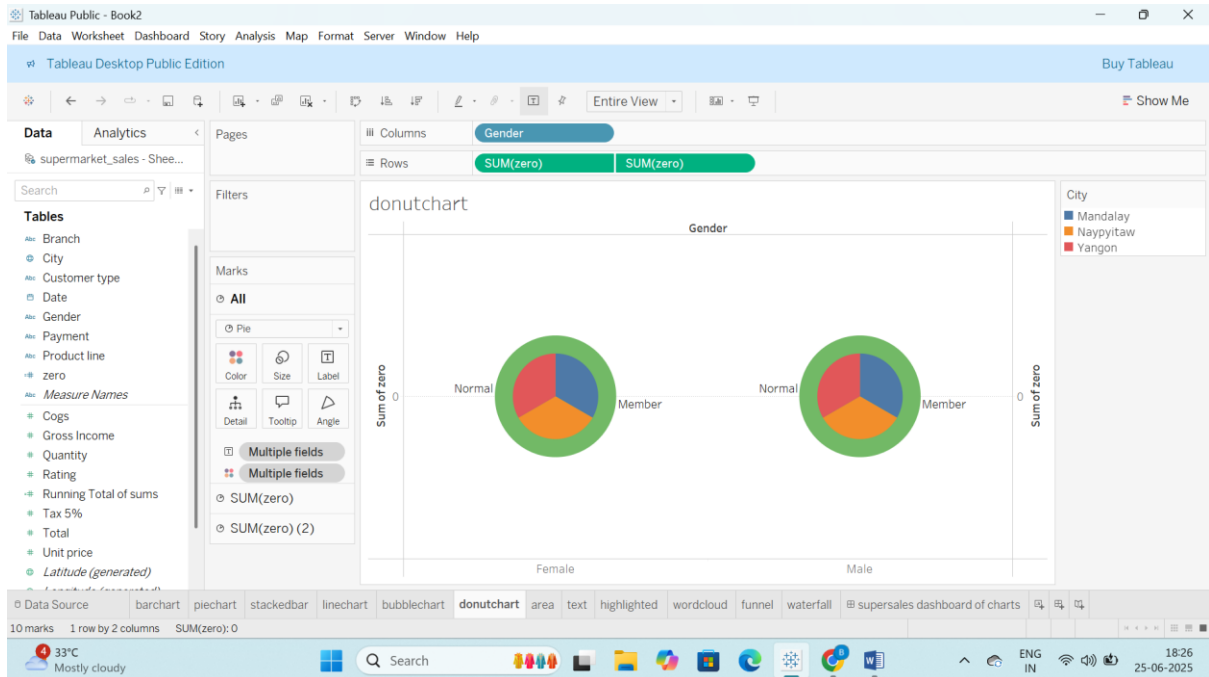 Tableau Public - Book2
File Data Worksheet Dashboard Story Analysis Map Format Server Window Help
Tableau Desktop Public Edition
Buy Tableau
Entire View
Show Me
Data Analytics
supermarket_sales - Shee...
Search
Tables
Abc Branch
City
Abc Customer type
Date
Abc Gender
Abc Payment
Abc Product line
=# zero
Abc Measure Names
# Cogs
# Gross Income
# Quantity
# Rating
=# Running Total of sums
# Tax 5%
# Total
# Unit price
Latitude (generated)
Pages
Filters
Marks
All
Pie
Color Size Label
Detail Tooltip Angle
Multiple fields
Multiple fields
SUM(zero)
SUM(zero) (2)
Columns Gender
Rows SUM(zero) SUM(zero)
donutchart
Gender
Sum of zero
0
Normal
Member
Normal
Member
0
Sum of zero
Female
Male
City
Mandalay
Naypyitaw
Yangon
Data Source barchart piechart stackedbar linechart bubblechart donutchart area text highlighted wordcloud funnel waterfall supersales dashboard of charts
10 marks 1 row by 2 columns SUM(zero): 0
4
33°C
Mostly cloudy
Search
ENG
IN
18:26
25-06-2025